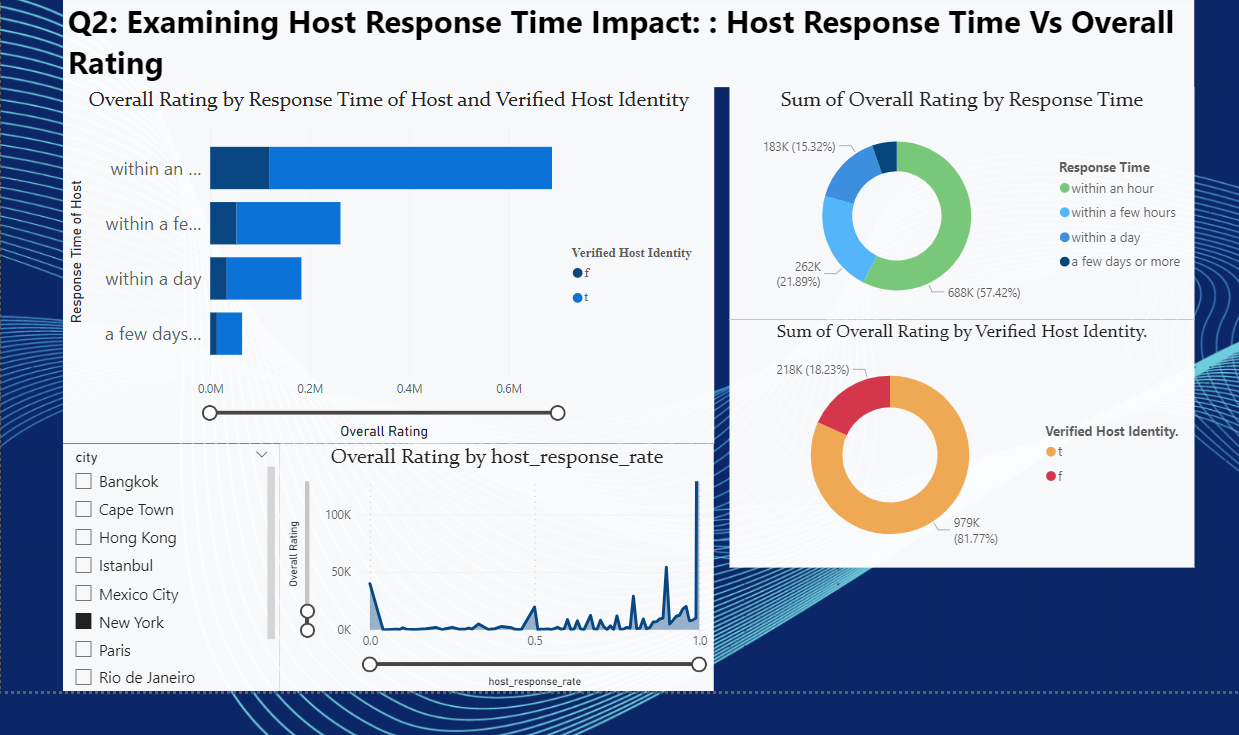 Q2: Examining Host Response Time Impact: : Host Response Time Vs Overall
Rating
Overall Rating by Response Time of Host and Verified Host Identity
Response Time of Host
within an ...
within a fe...
within a day
a few days...
0.0M
0.2M
0.4M
0.6M
Overall Rating
Verified Host Identity
f
t
Sum of Overall Rating by Response Time
183K (15.32%)
262K
(21.89%)
688K (57.42%)
Response Time
within an hour
within a few hours
within a day
a few days or more
Sum of Overall Rating by Verified Host Identity.
218K (18.23%)
979K
(81.77%)
Verified Host Identity.
t
f
city
Bangkok
Cape Town
Hong Kong
Istanbul
Mexico City
New York
Paris
Rio de Janeiro
Overall Rating by host_response_rate
Overall Rating
100K
50K
0K
0.0
0.5
1.0
host_response_rate